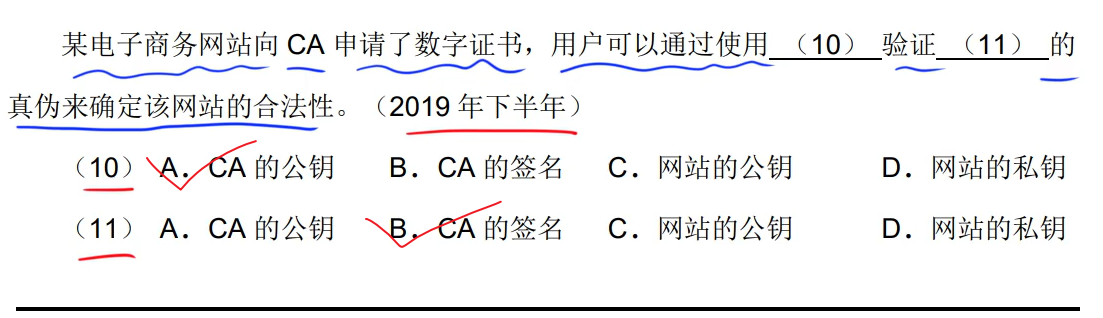 某电子商务网站向 CA 申请了数字证书，用户可以通过使用 （10） 验证 （11） 的
真伪来确定该网站的合法性。（2019 年下半年）
（10） A．CA 的公钥 B．CA 的签名 C．网站的公钥 D．网站的私钥
（11） A．CA 的公钥 B．CA 的签名 C．网站的公钥 D．网站的私钥